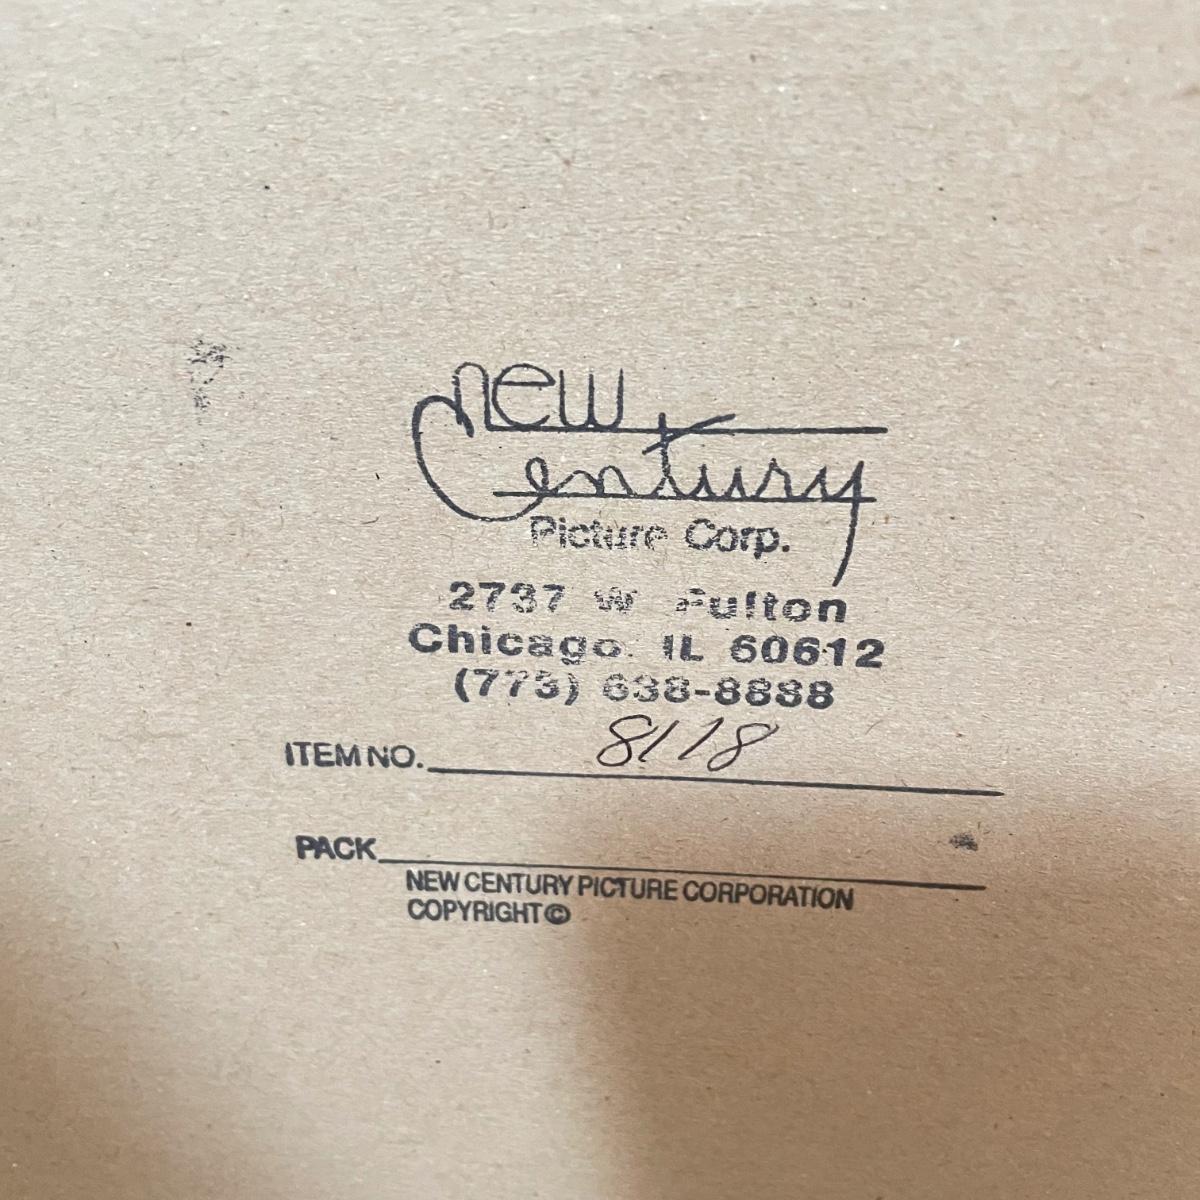 new
Century
Picture Corp.
2737 W Fulton
Chicago. IL 60612
(773) 638-8888
ITEM NO. 8118
PACK
NEW CENTURY PICTURE CORPORATION
COPYRIGHT ©